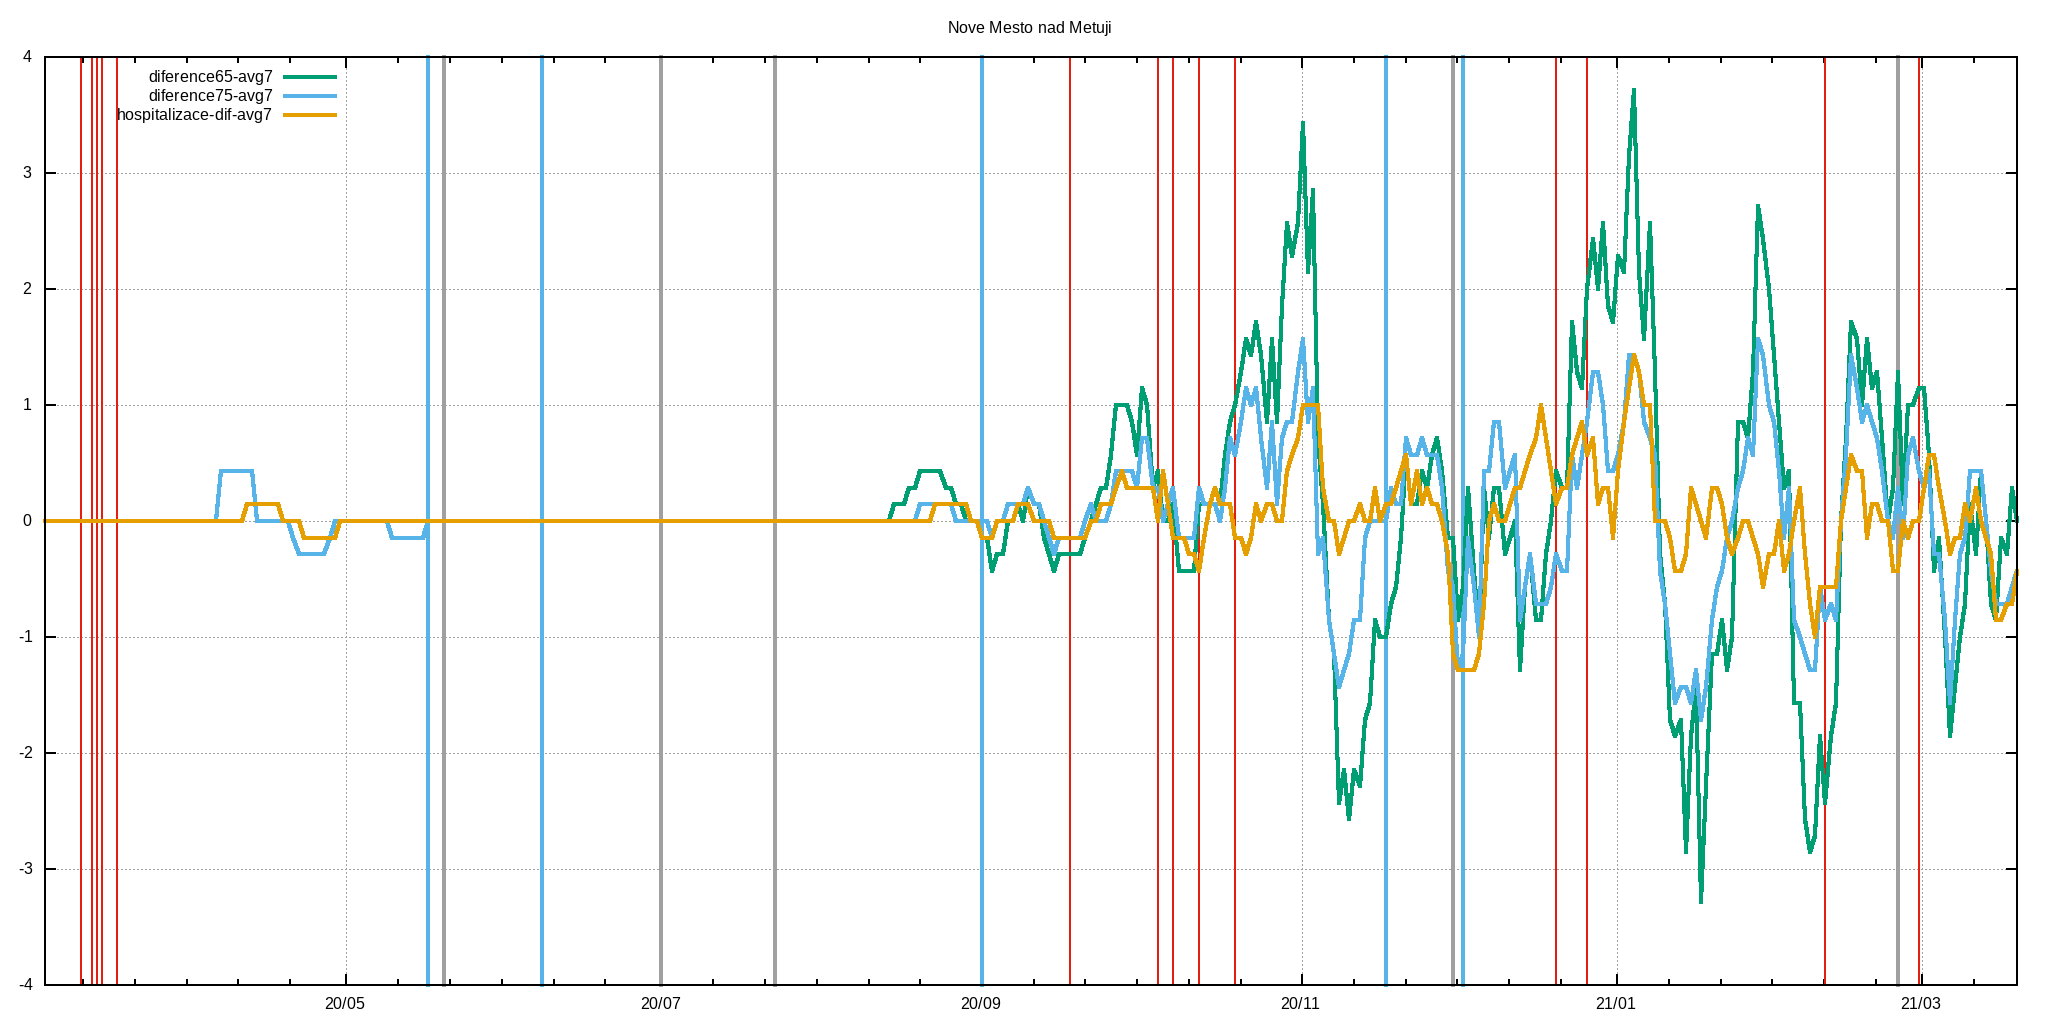 Nove Mesto nad Metuji
diference65-avg7
diference75-avg7
hospitalizace-dif-avg7
4
3
2
1
0
-1
-2
-3
-4
20/05 20/07 20/09 20/11 21/01 21/03